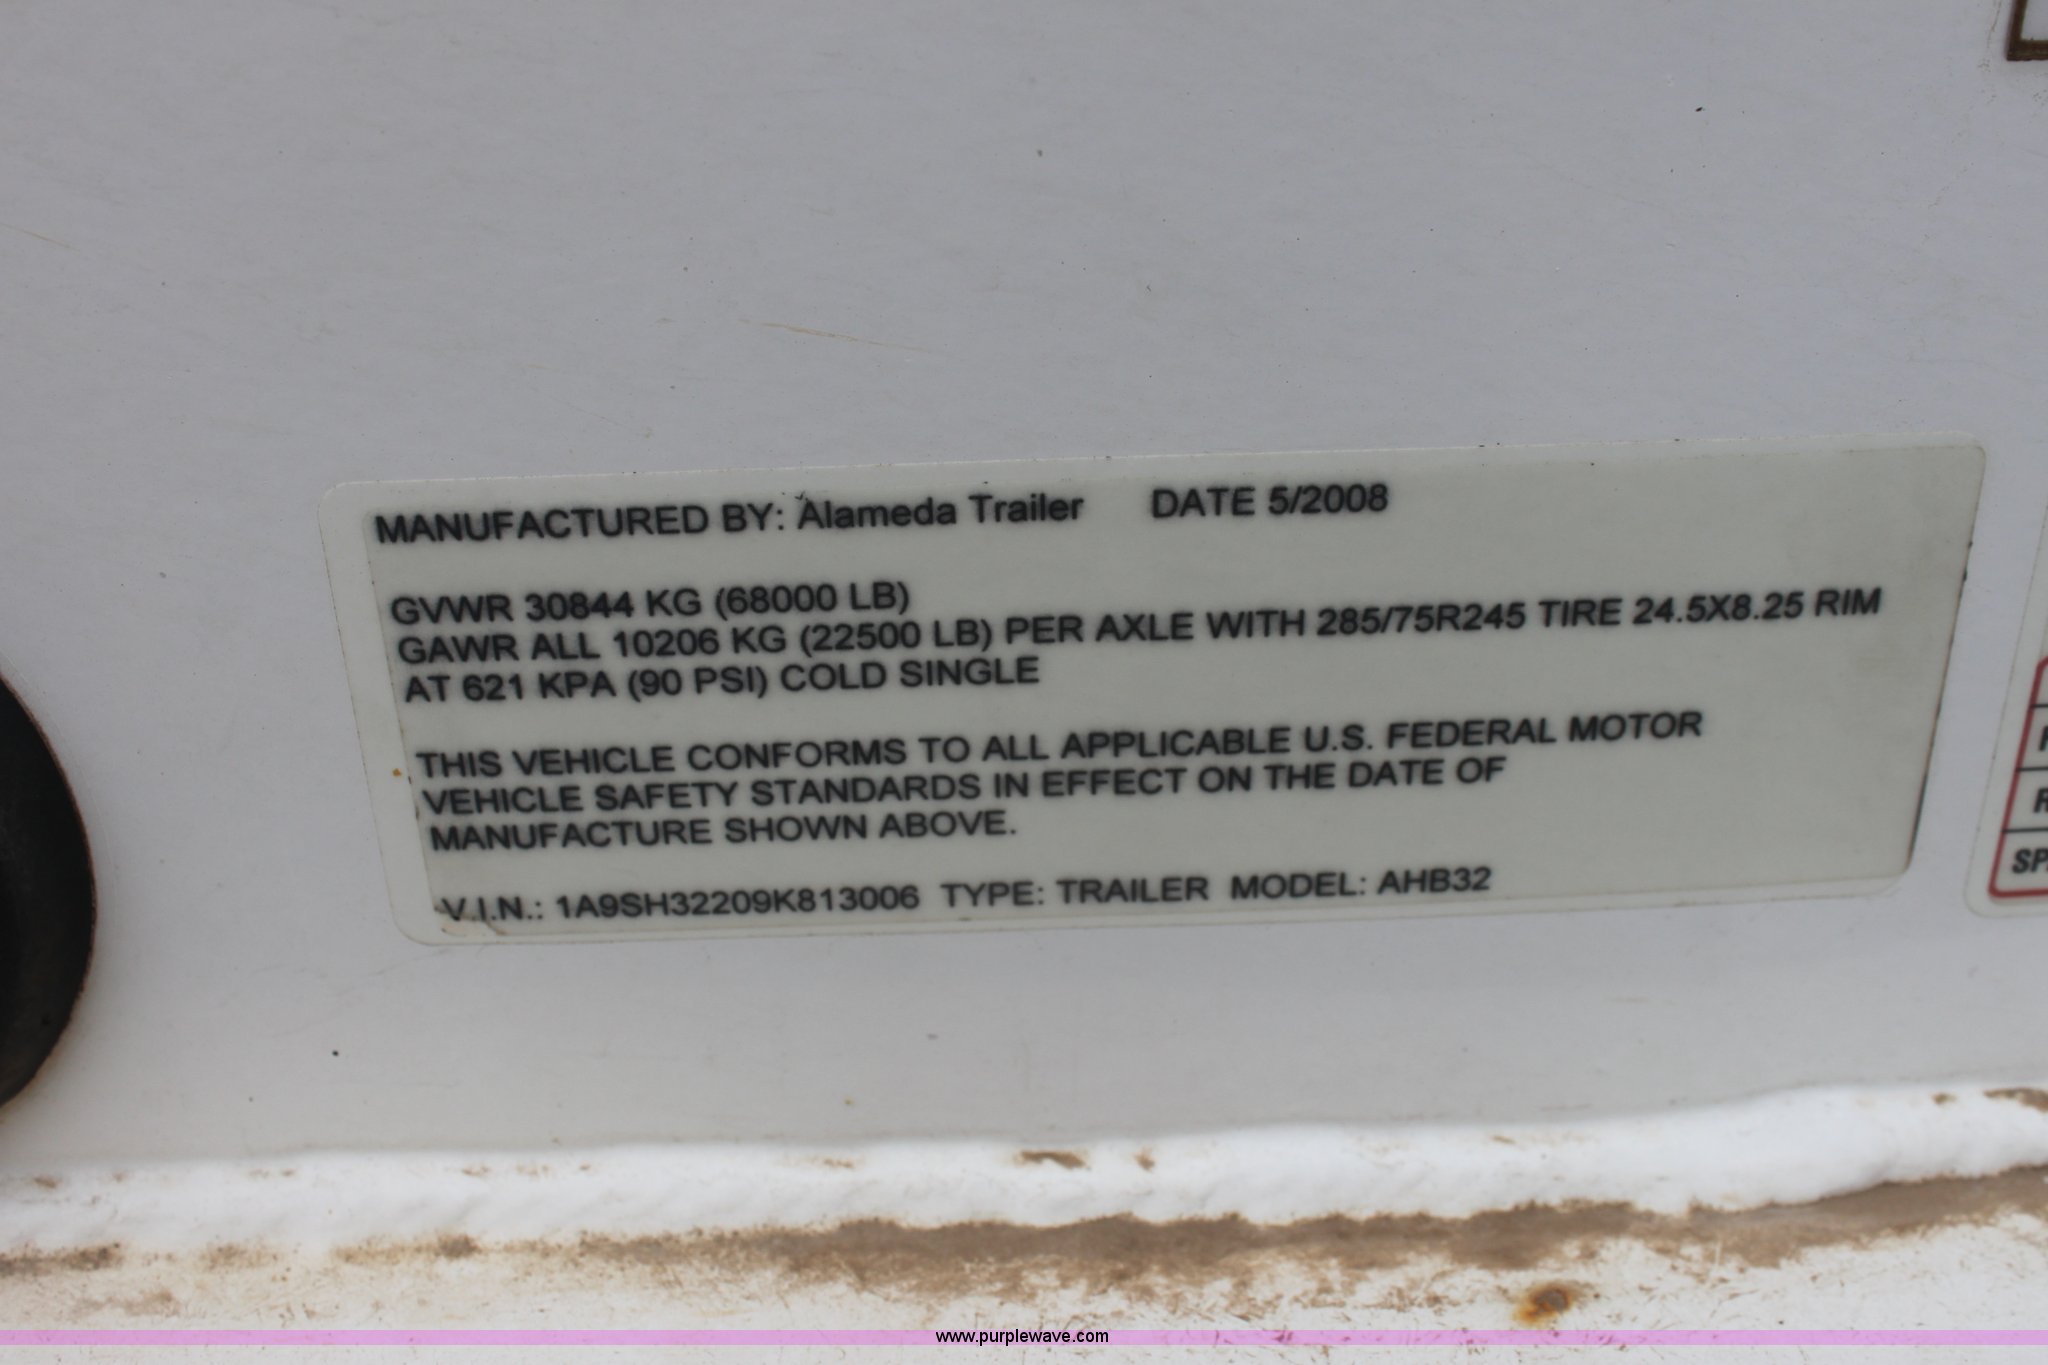 MANUFACTURED BY: Alameda Trailer DATE 5/2008
GVWR 30844 KG (68000 LB)
GAWR ALL 10206 KG (22500 LB) PER AXLE WITH 285/75R245 TIRE 24.5X8.25 RIM
AT 621 KPA (90 PSI) COLD SINGLE
THIS VEHICLE CONFORMS TO ALL APPLICABLE U.S. FEDERAL MOTOR
VEHICLE SAFETY STANDARDS IN EFFECT ON THE DATE OF
MANUFACTURE SHOWN ABOVE.
V.I.N.: 1A9SH32209K813006 TYPE: TRAILER MODEL: AHB32
www.purplewave.com